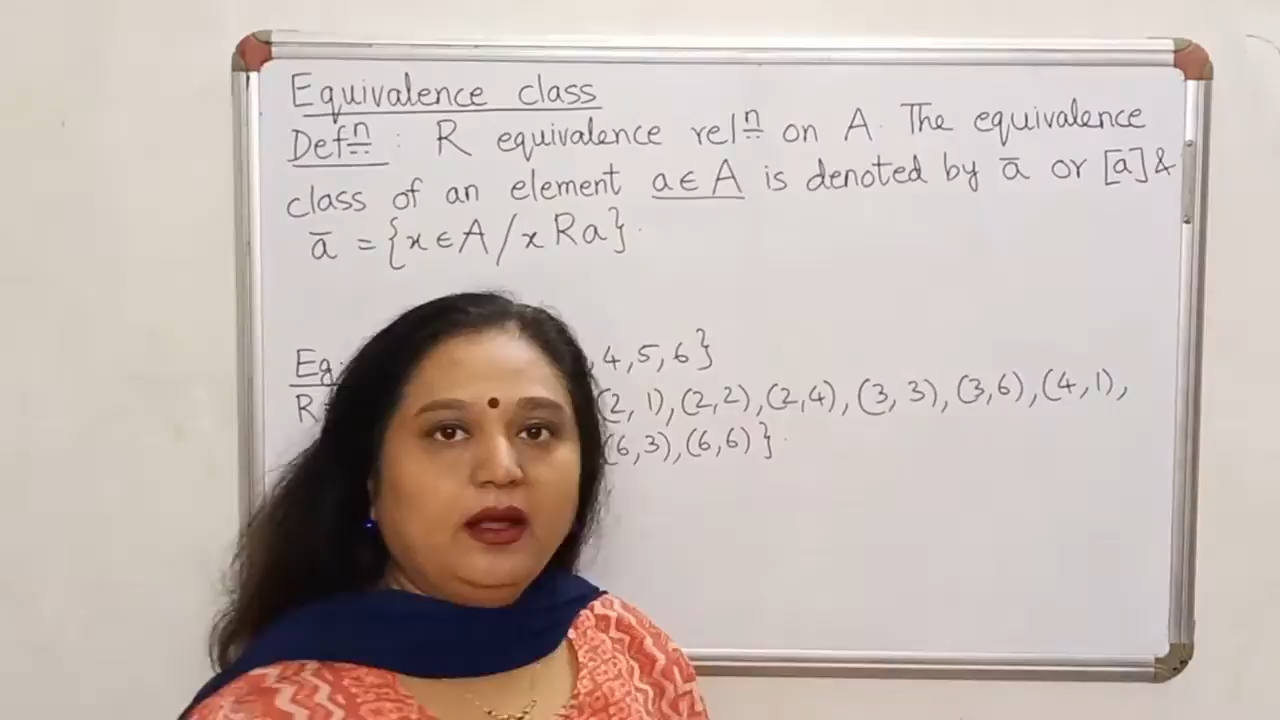 Equivalence class
Defn : R equivalence reln on A. The equivalence
class of an element a ∈ A is denoted by ā or [a] &
ā = {x ∈ A / x R a}.
Eg: 4, 5, 6}
R (2, 1), (2,2), (2,4), (3, 3), (3,6), (4,1),
(6,3), (6,6)}.